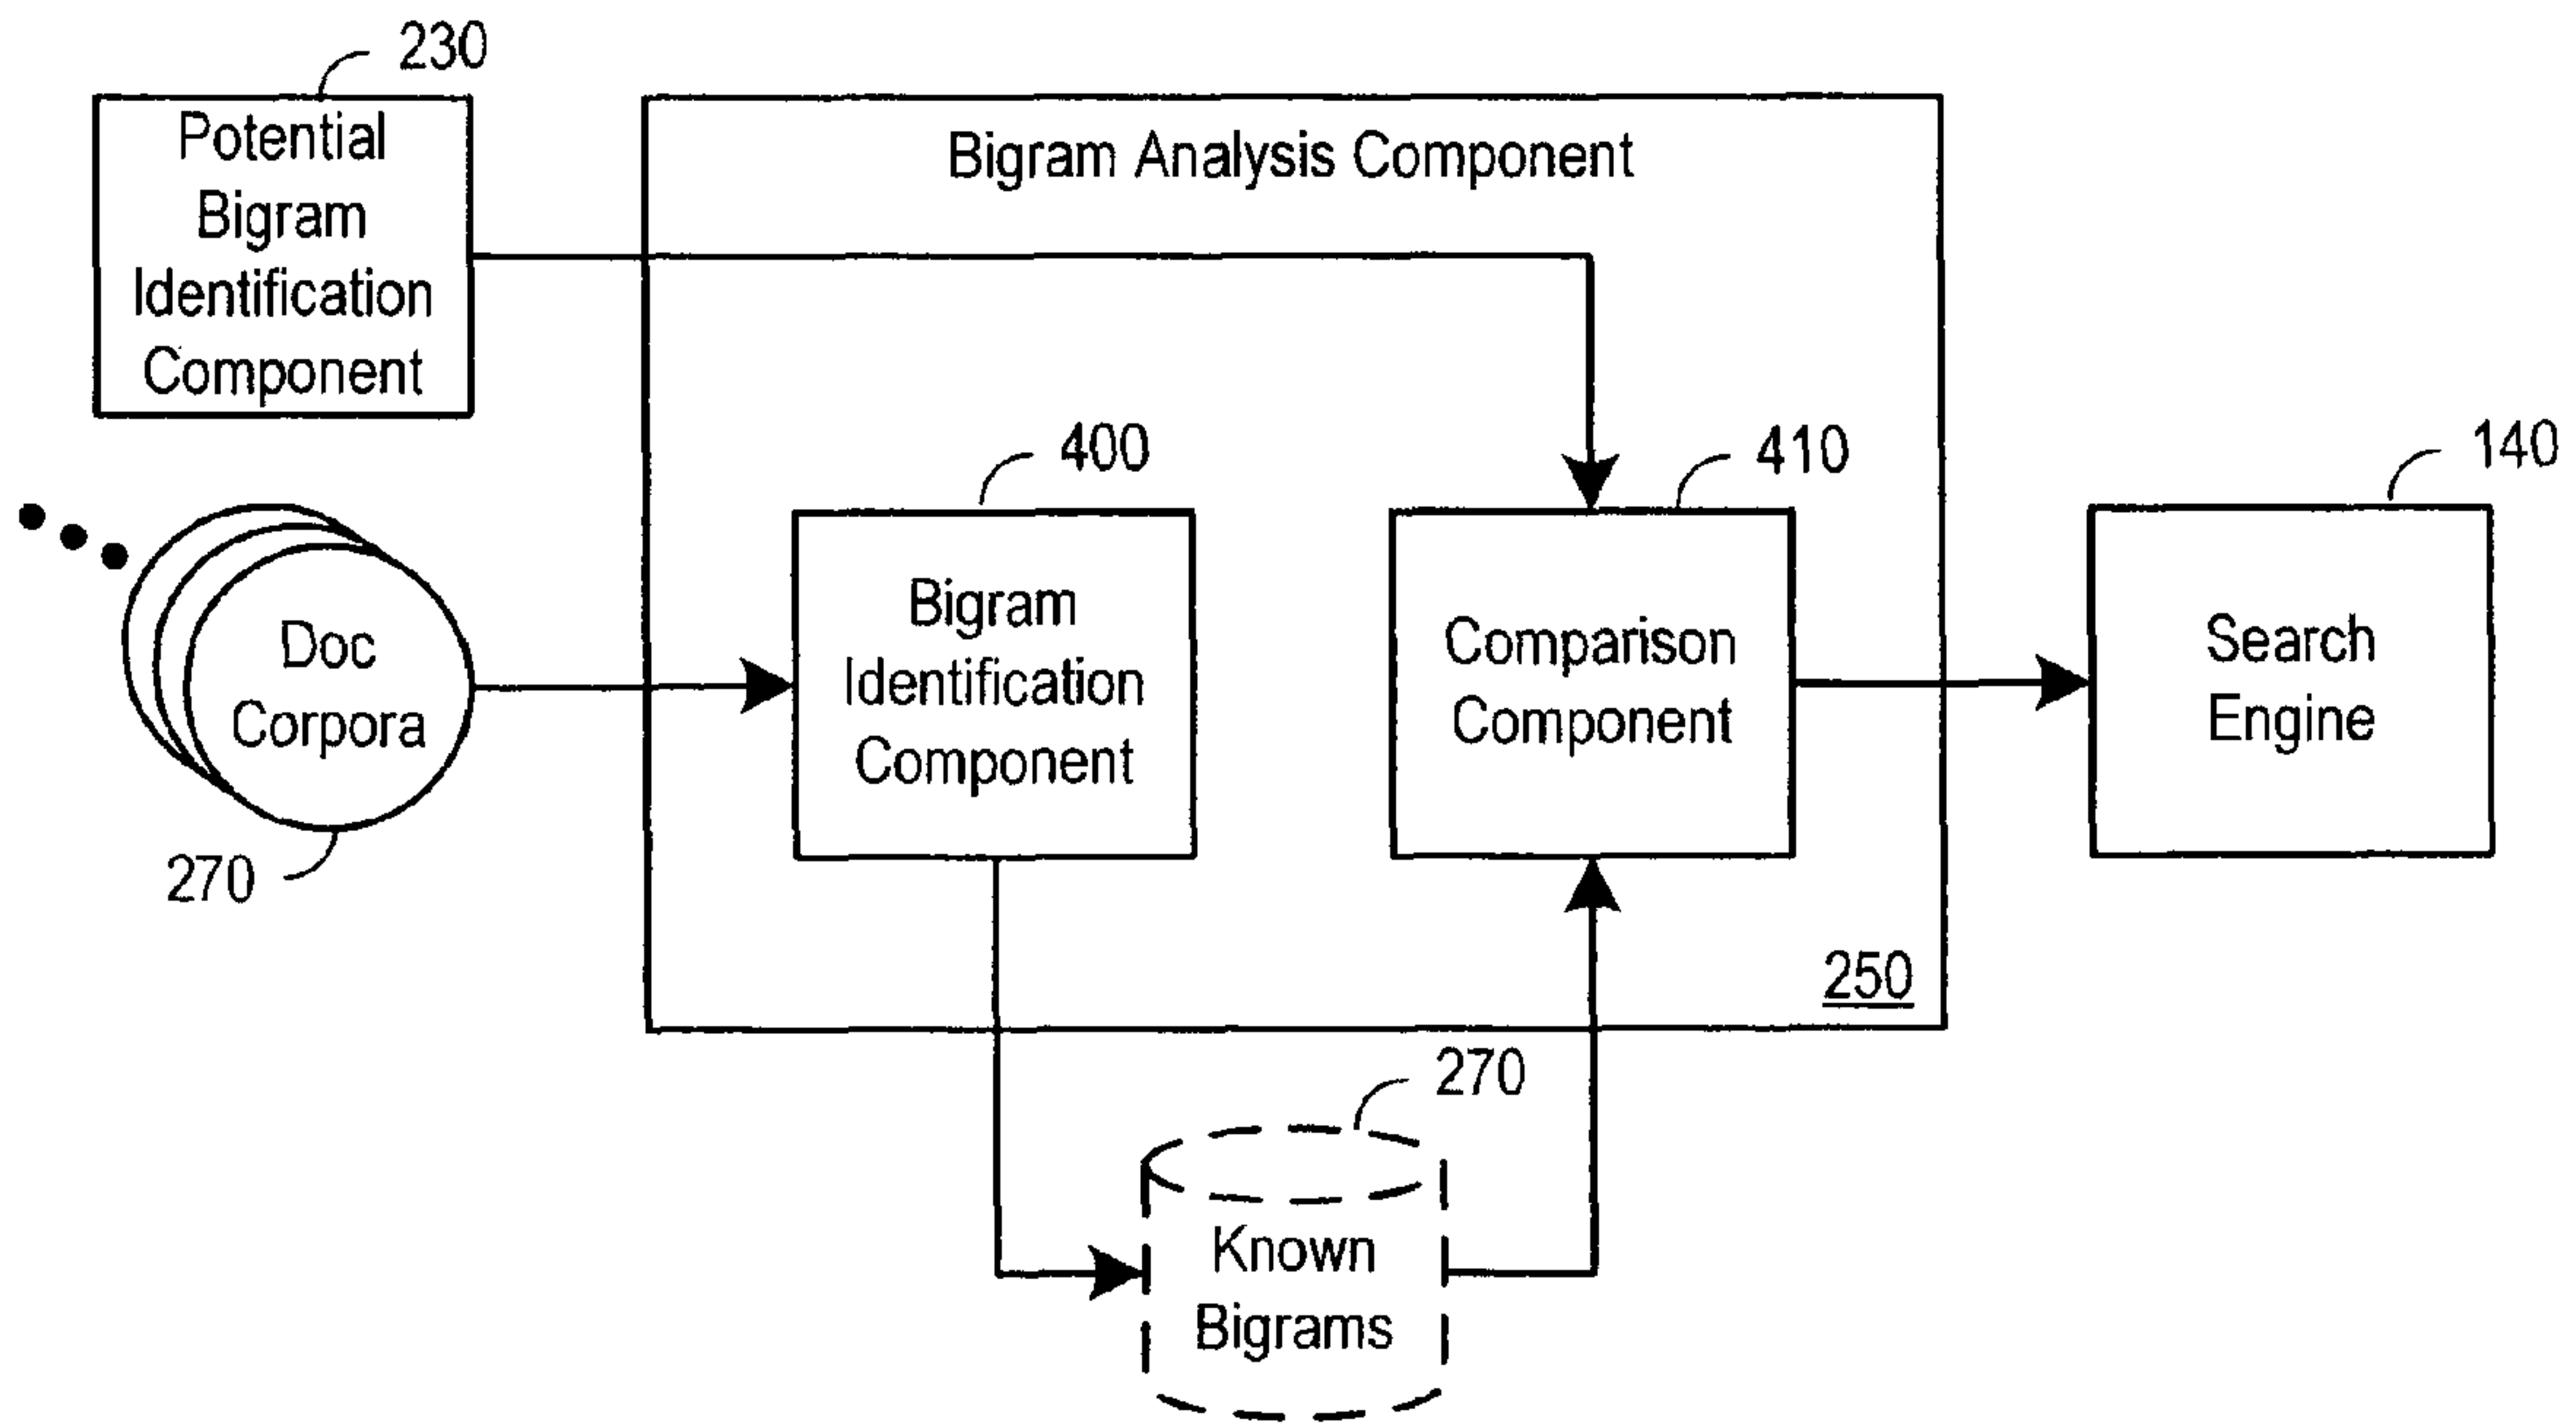 230
Potential
Bigram
Identification
Component
Bigram Analysis Component
400
410
140
Doc
Corpora
270
Bigram
Identification
Component
Comparison
Component
Search
Engine
250
270
Known
Bigrams